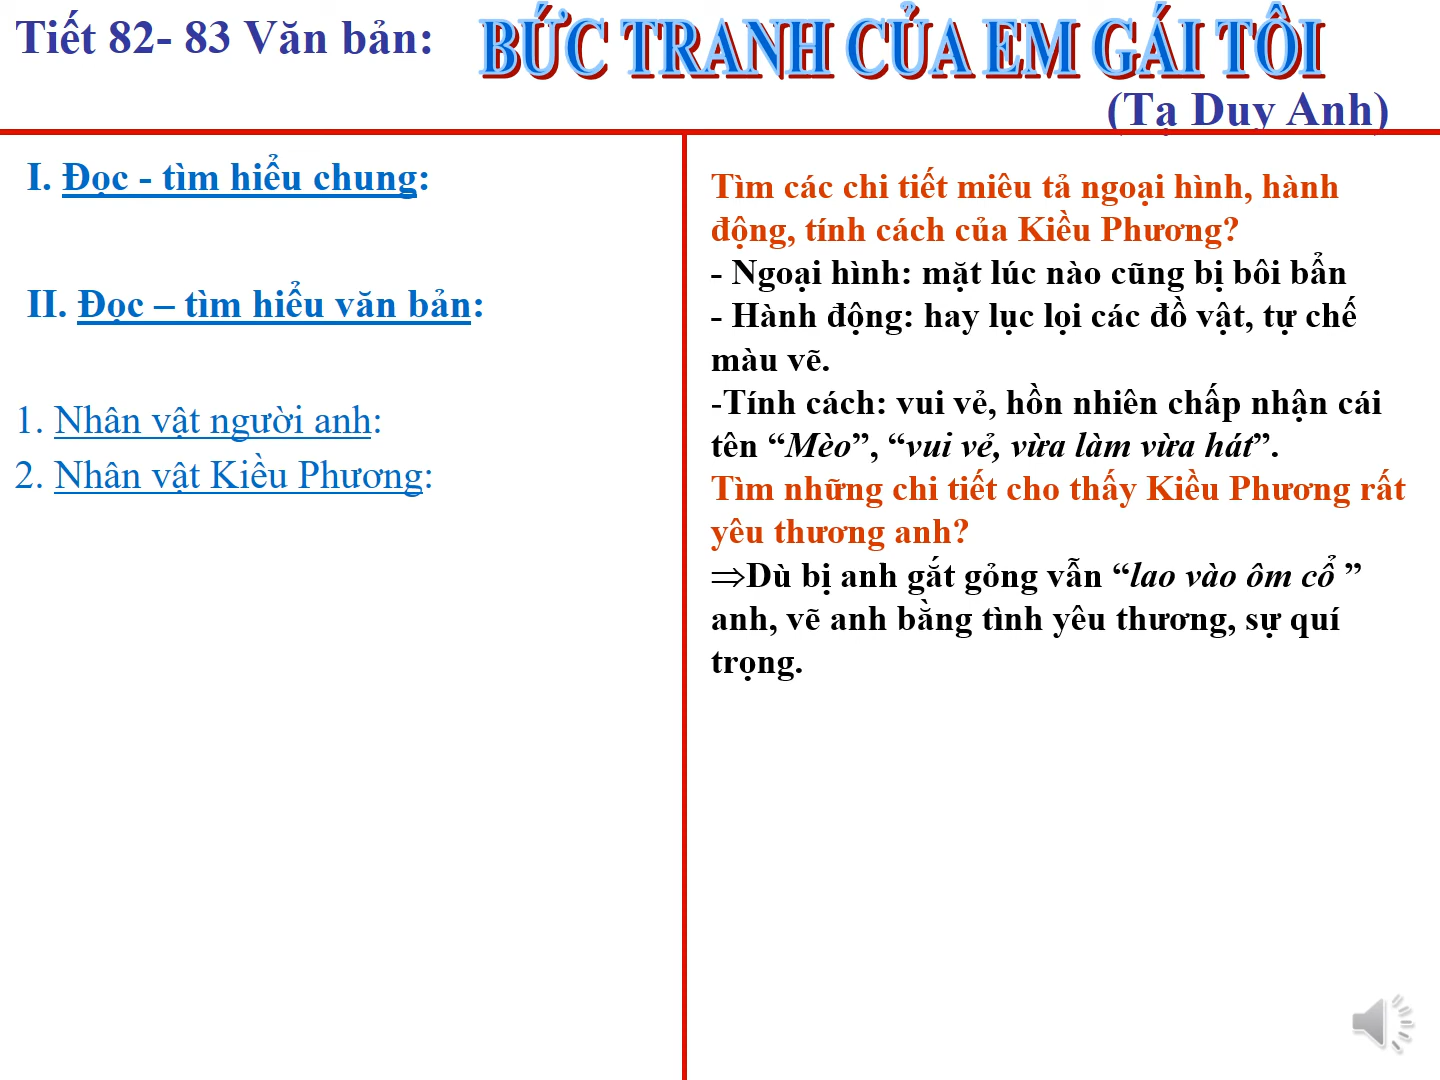 Tiết 82- 83 Văn bản:
BỨC TRANH CỦA EM GÁI TÔI
(Tạ Duy Anh)
I. Đọc - tìm hiểu chung:
II. Đọc – tìm hiểu văn bản:
1. Nhân vật người anh:
2. Nhân vật Kiều Phương:
Tìm các chi tiết miêu tả ngoại hình, hành
động, tính cách của Kiều Phương?
- Ngoại hình: mặt lúc nào cũng bị bôi bẩn
- Hành động: hay lục lọi các đồ vật, tự chế
màu vẽ.
-Tính cách: vui vẻ, hồn nhiên chấp nhận cái
tên “Mèo”, “vui vẻ, vừa làm vừa hát”.
Tìm những chi tiết cho thấy Kiều Phương rất
yêu thương anh?
⇒Dù bị anh gắt gỏng vẫn “lao vào ôm cổ ”
anh, vẽ anh bằng tình yêu thương, sự quí
trọng.